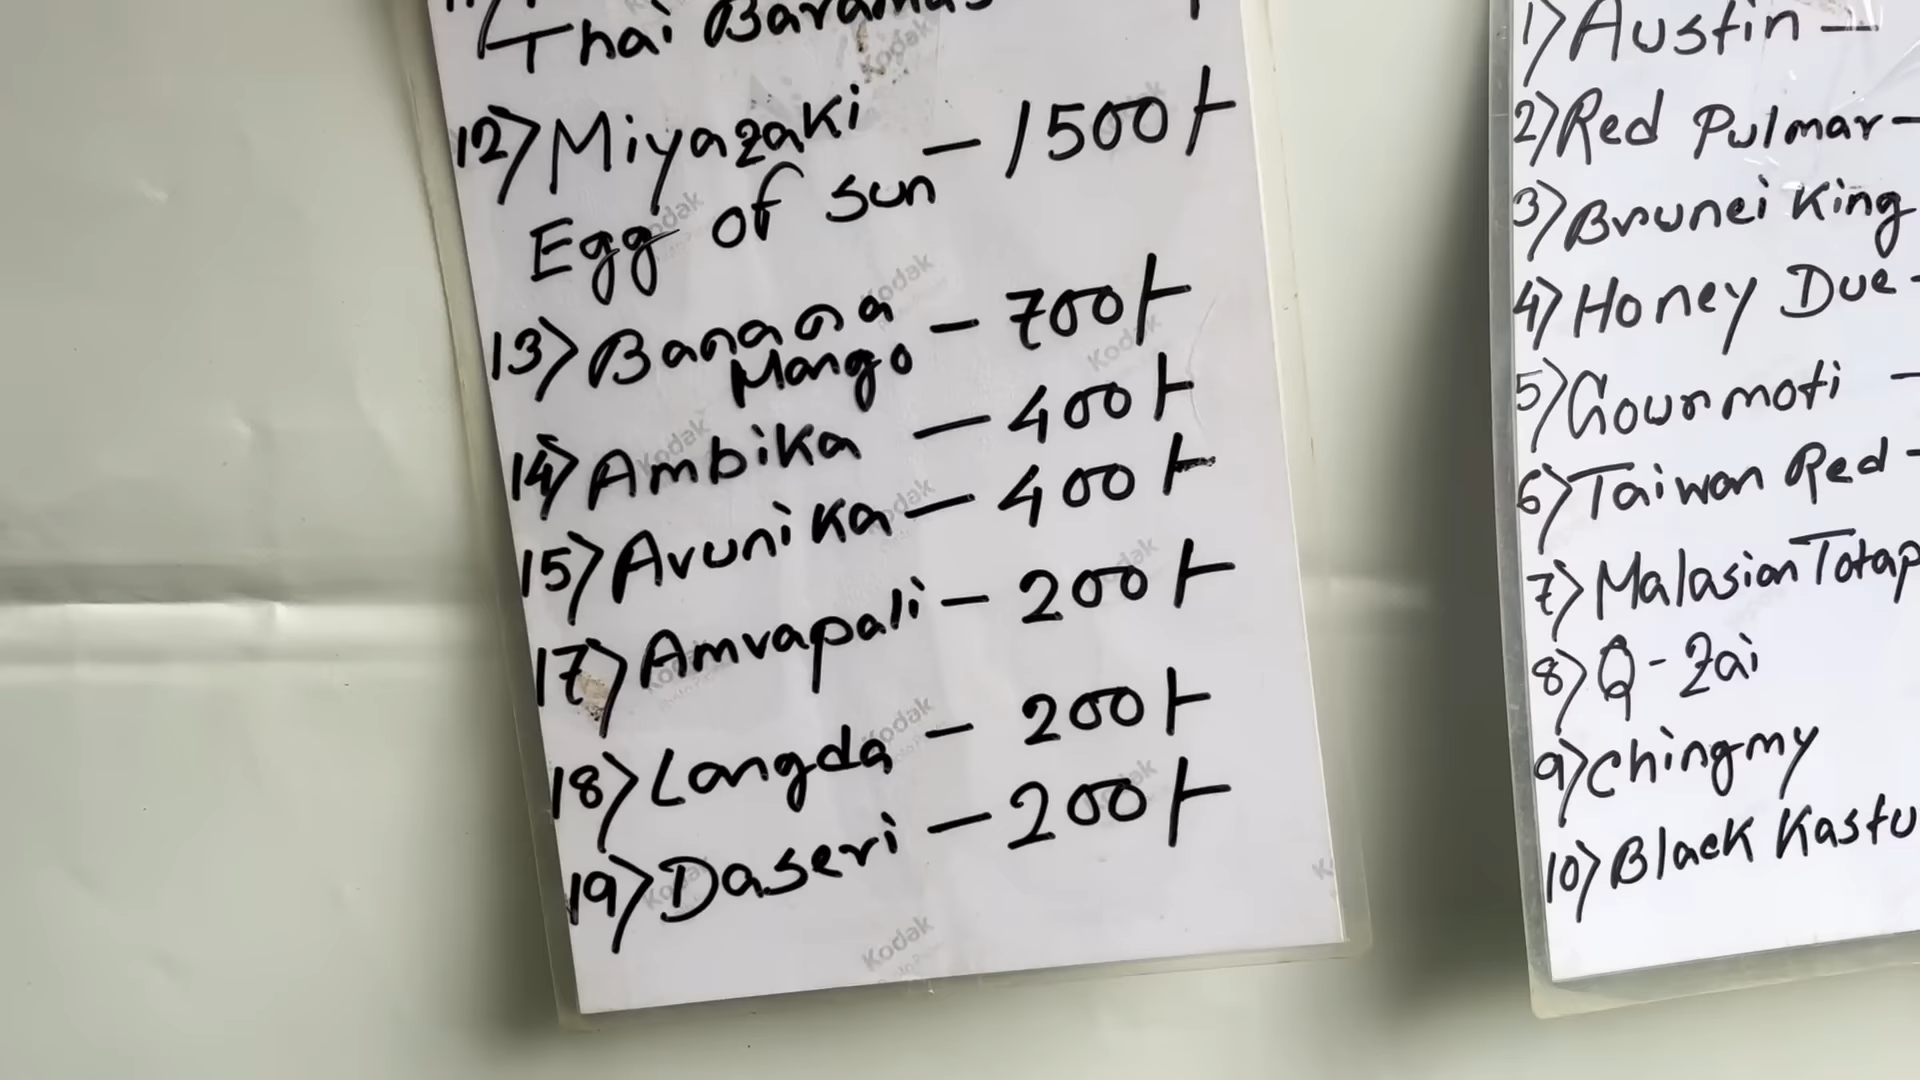 Thai
12) Miyazaki – 1500/-
Egg of sun
13) Banana – 700/-
Mango
14) Ambika – 400/-
15) Arunika – 400/-
17) Amrapali – 200/-
18) Langda – 200/-
19) Daseri – 200/-
1) Austin –
2) Red Pulmar –
3) Brunei King
4) Honey Due -
5) Gourmoti –
6) Taiwan Red -
7) Malasian Totap
8) Q - Zai
9) Chingmy
10) Black Kastu